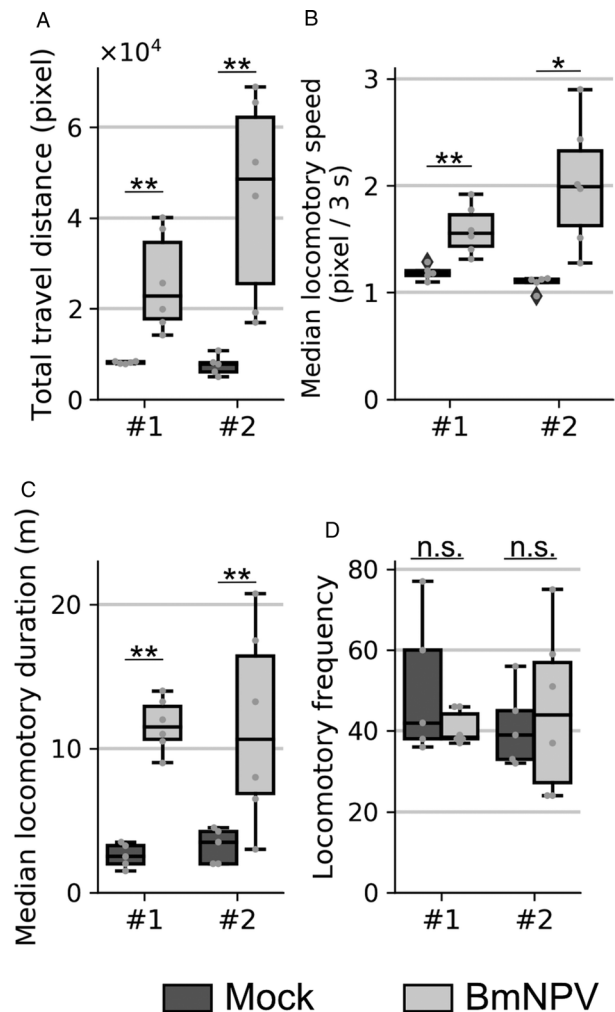 A
×10⁴
Total travel distance (pixel)
6
4
2
0
**
**
#1
#2
B
Median locomotory speed
(pixel / 3 s)
3
2
1
0
**
*
#1
#2
C
Median locomotory duration (m)
20
10
0
**
**
#1
#2
D
Locomotory frequency
80
60
40
20
0
n.s.
n.s.
#1
#2
Mock
BmNPV